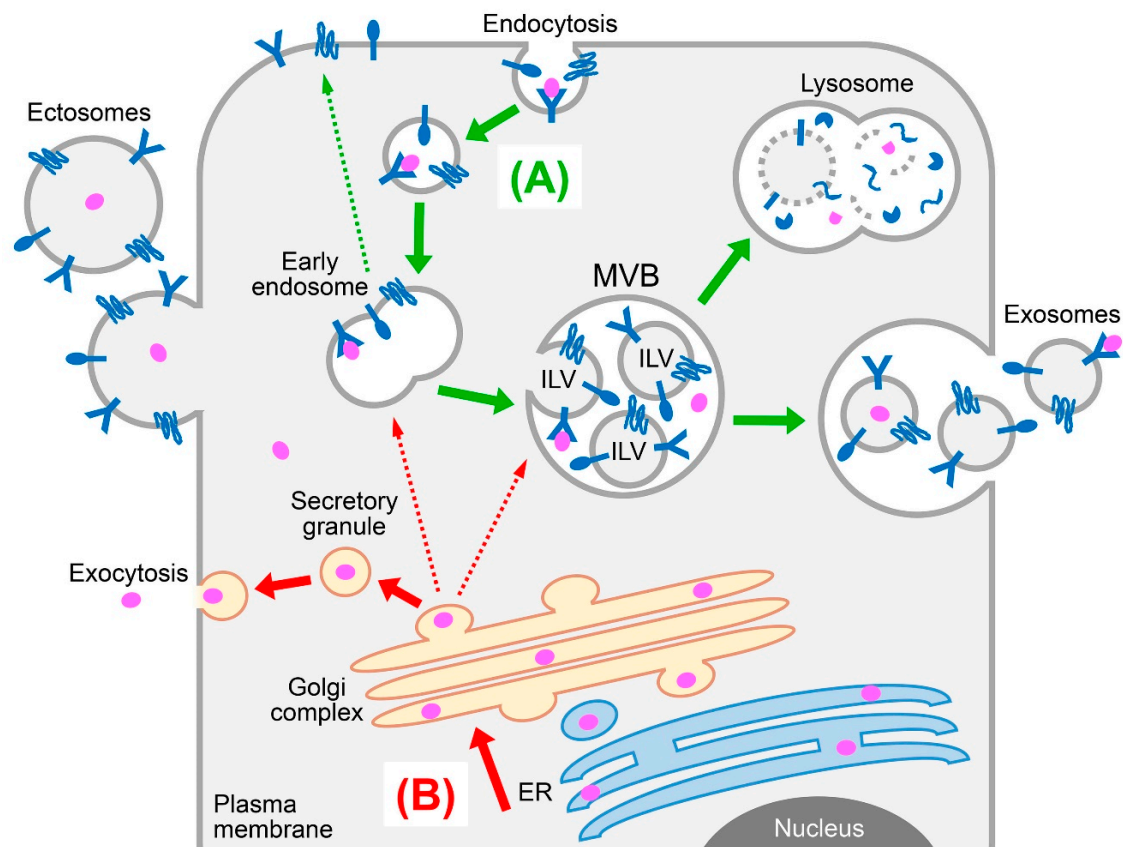 Endocytosis
Lysosome
Ectosomes
(A)
Early
endosome
MVB
Exosomes
ILV
ILV
ILV
Secretory
granule
Exocytosis
Golgi
complex
(B)
ER
Plasma
membrane
Nucleus